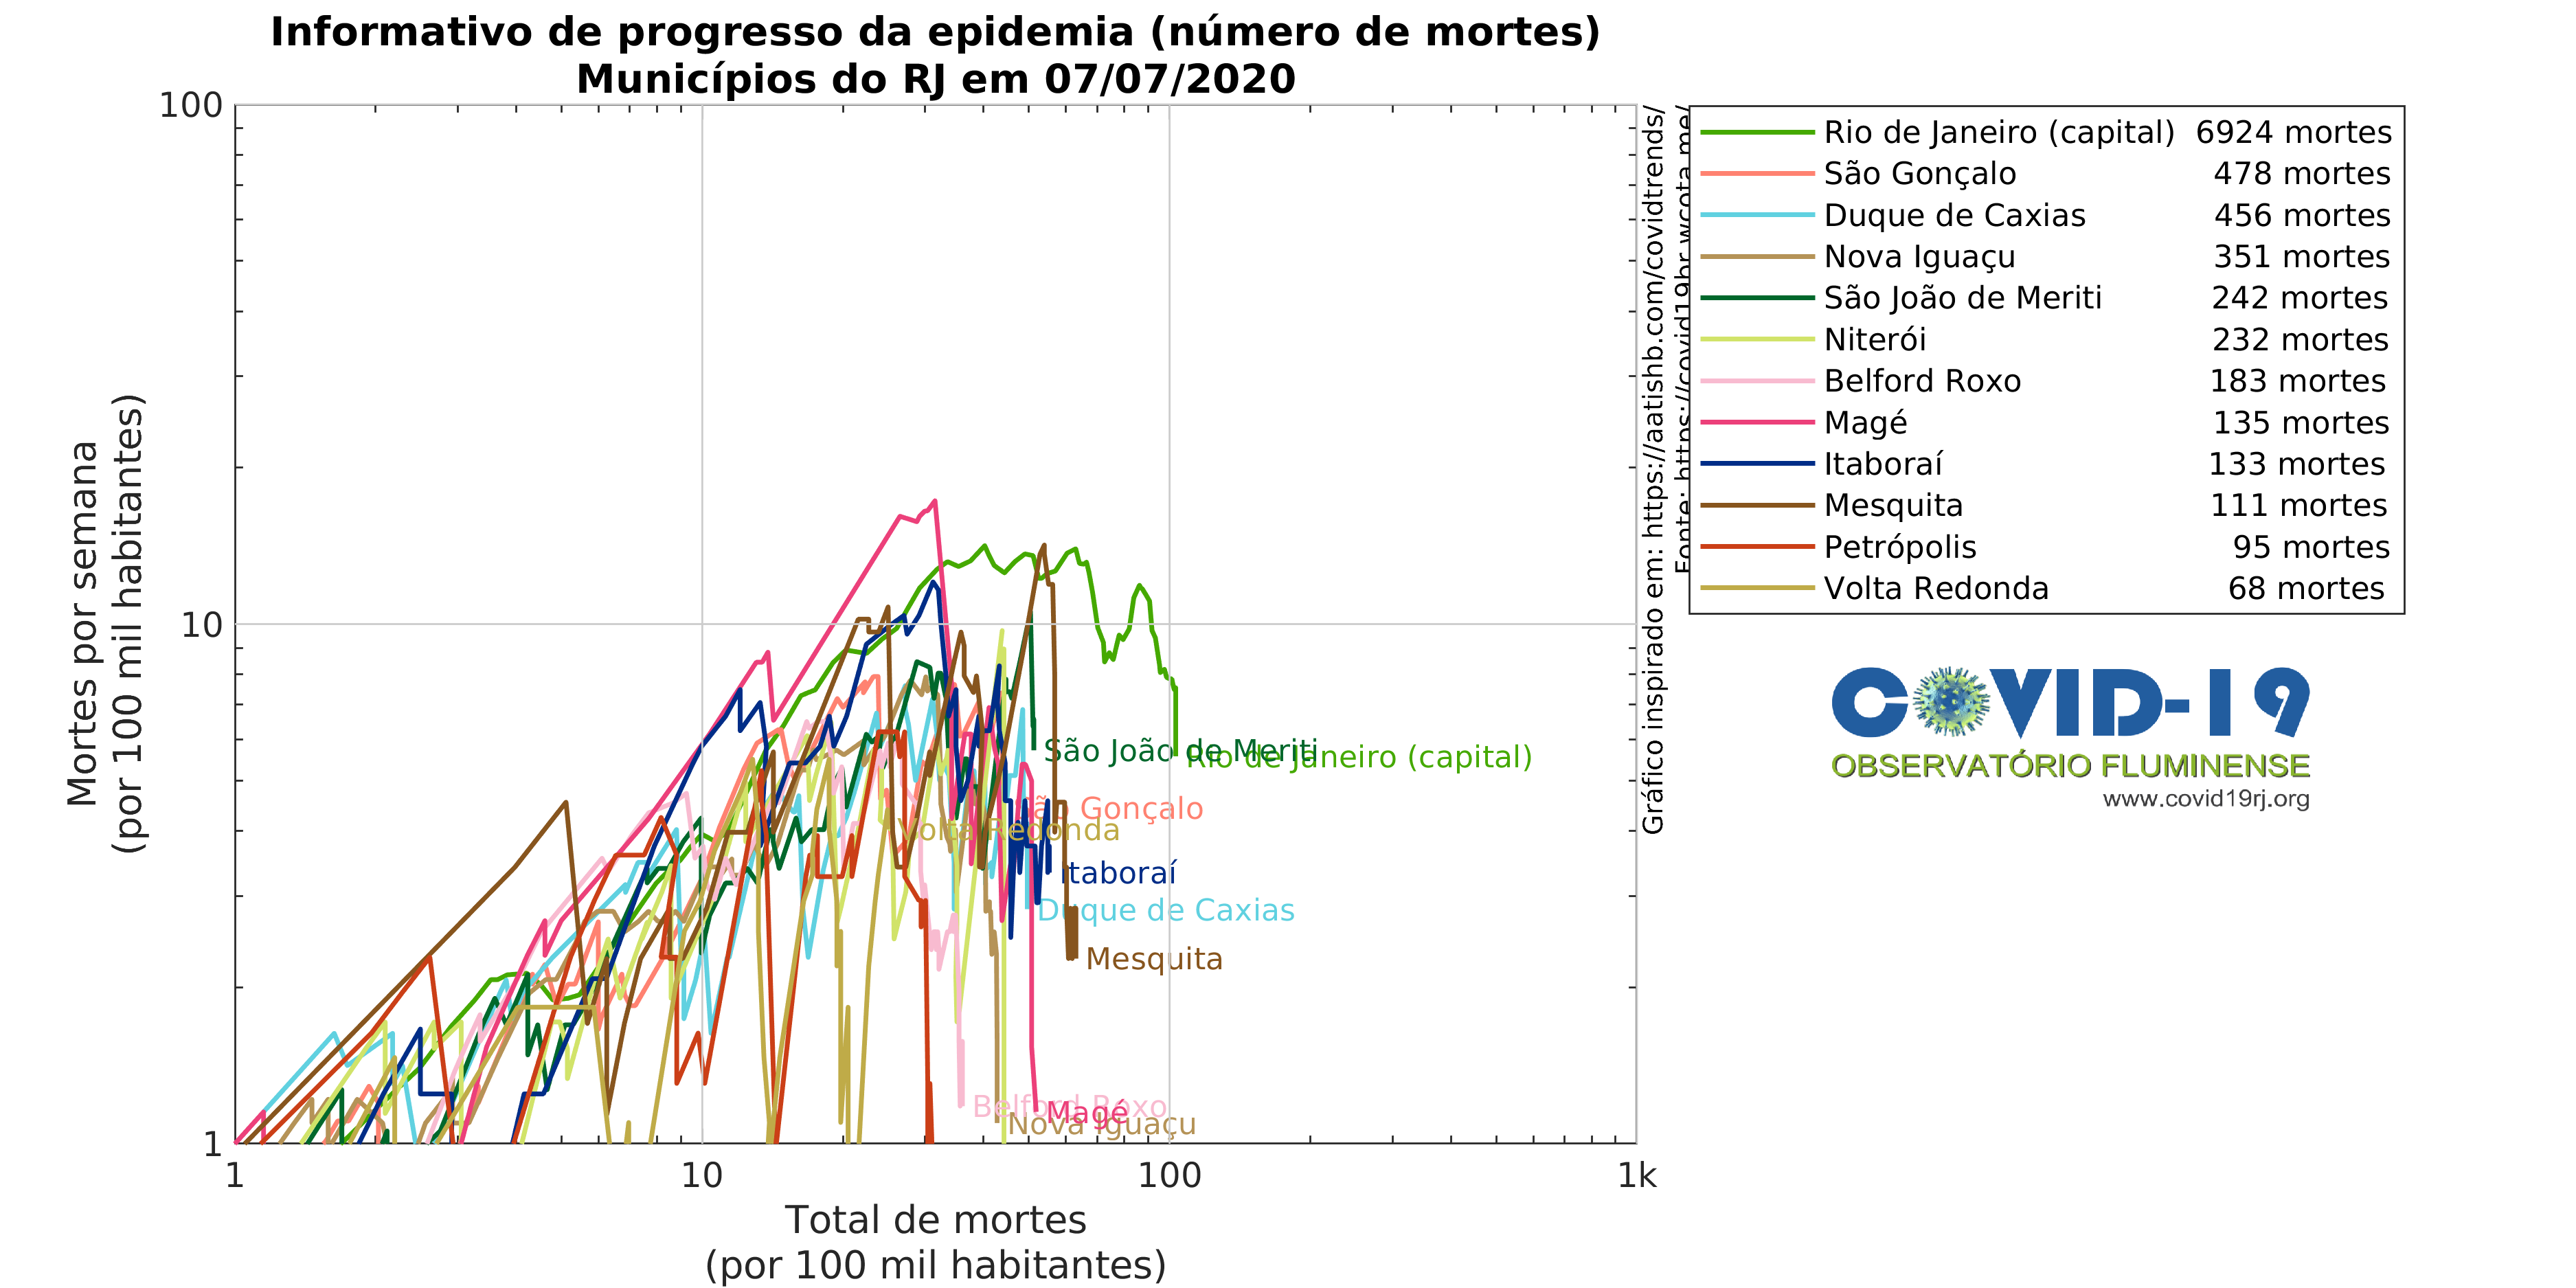 Informativo de progresso da epidemia (número de mortes)
Municípios do RJ em 07/07/2020
100
10
1
Mortes por semana
(por 100 mil habitantes)
1
10
100
1k
Total de mortes
(por 100 mil habitantes)
São João de Meriti
Rio de Janeiro (capital)
São Gonçalo
Volta Redonda
Itaboraí
Duque de Caxias
Mesquita
Belford Roxo
Magé
Nova Iguaçu
Gráfico inspirado em: https://aatishb.com/covidtrends/
Fonte: https://covid19br.wcota.me/
Rio de Janeiro (capital) 6924 mortes
São Gonçalo 478 mortes
Duque de Caxias 456 mortes
Nova Iguaçu 351 mortes
São João de Meriti 242 mortes
Niterói 232 mortes
Belford Roxo 183 mortes
Magé 135 mortes
Itaboraí 133 mortes
Mesquita 111 mortes
Petrópolis 95 mortes
Volta Redonda 68 mortes
COVID-19
OBSERVATÓRIO FLUMINENSE
www.covid19rj.org